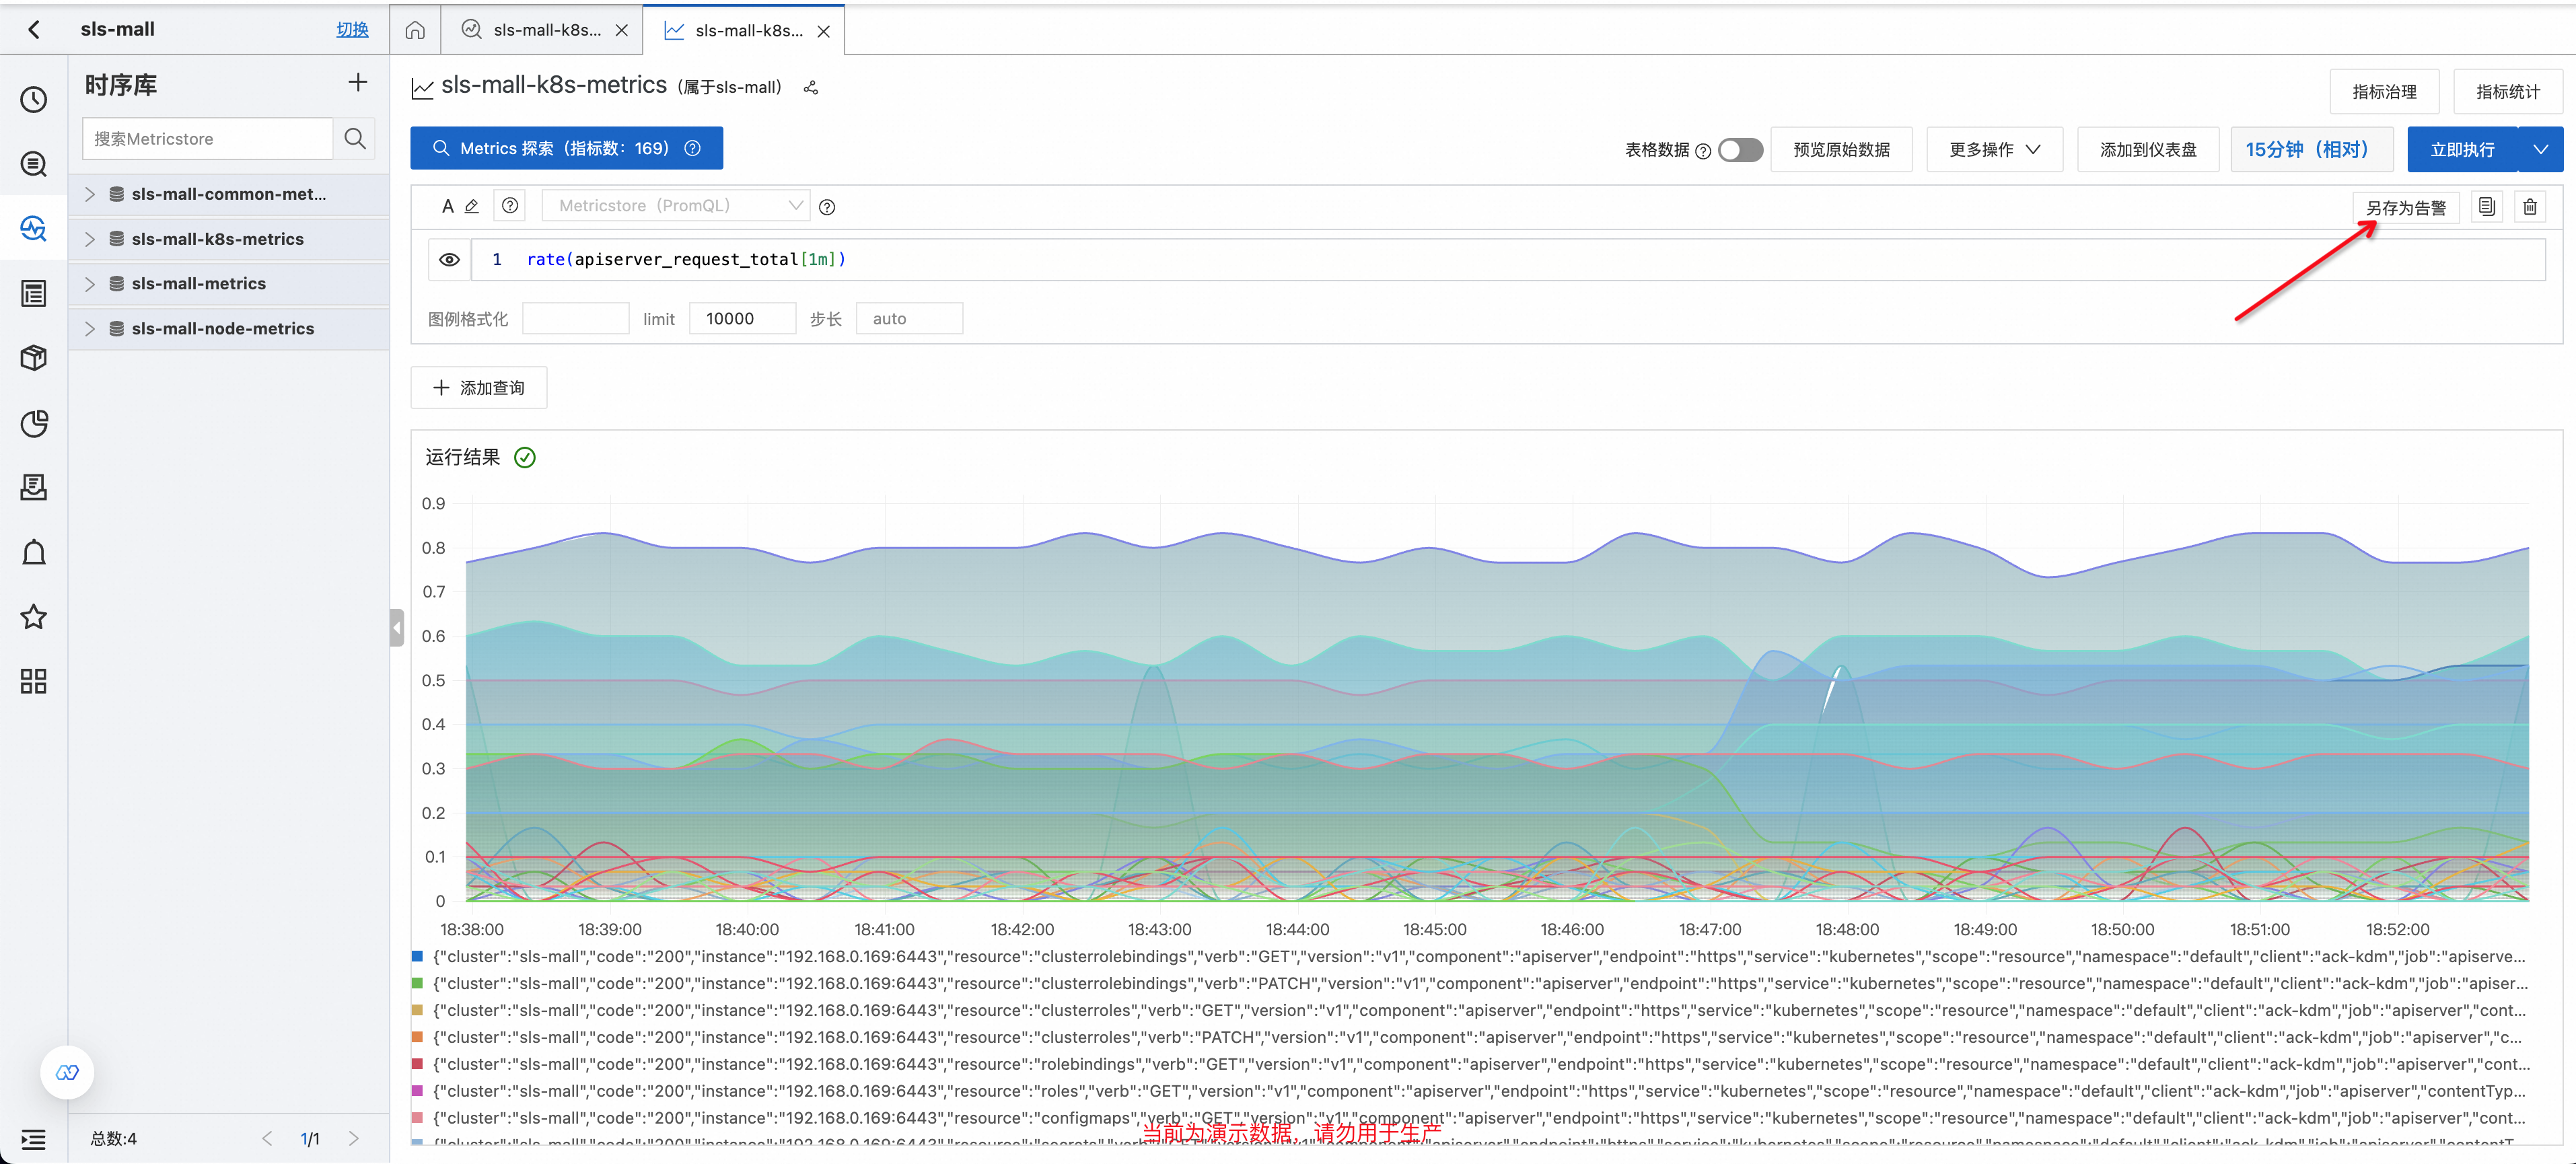 sls-mall
切换
sls-mall-k8s...
sls-mall-k8s...
时序库
搜索Metricstore
sls-mall-common-met...
sls-mall-k8s-metrics
sls-mall-metrics
sls-mall-node-metrics
总数:4
1/1
sls-mall-k8s-metrics (属于sls-mall)
指标治理
指标统计
Metrics 探索（指标数：169）
表格数据
预览原始数据
更多操作
添加到仪表盘
15分钟（相对）
立即执行
A
Metricstore（PromQL）
另存为告警
1 rate(apiserver_request_total[1m])
图例格式化
limit 10000
步长 auto
添加查询
运行结果
0.9
0.8
0.7
0.6
0.5
0.4
0.3
0.2
0.1
0
18:38:00 18:39:00 18:40:00 18:41:00 18:42:00 18:43:00 18:44:00 18:45:00 18:46:00 18:47:00 18:48:00 18:49:00 18:50:00 18:51:00 18:52:00
{"cluster":"sls-mall","code":"200","instance":"192.168.0.169:6443","resource":"clusterrolebindings","verb":"GET","version":"v1","component":"apiserver","endpoint":"https","service":"kubernetes","scope":"resource","namespace":"default","client":"ack-kdm","job":"apiserve...
{"cluster":"sls-mall","code":"200","instance":"192.168.0.169:6443","resource":"clusterrolebindings","verb":"PATCH","version":"v1","component":"apiserver","endpoint":"https","service":"kubernetes","scope":"resource","namespace":"default","client":"ack-kdm","job":"apiser...
{"cluster":"sls-mall","code":"200","instance":"192.168.0.169:6443","resource":"clusterroles","verb":"GET","version":"v1","component":"apiserver","endpoint":"https","service":"kubernetes","scope":"resource","namespace":"default","client":"ack-kdm","job":"apiserver","cont...
{"cluster":"sls-mall","code":"200","instance":"192.168.0.169:6443","resource":"clusterroles","verb":"PATCH","version":"v1","component":"apiserver","endpoint":"https","service":"kubernetes","scope":"resource","namespace":"default","client":"ack-kdm","job":"apiserver","c...
{"cluster":"sls-mall","code":"200","instance":"192.168.0.169:6443","resource":"rolebindings","verb":"GET","version":"v1","component":"apiserver","endpoint":"https","service":"kubernetes","scope":"resource","namespace":"default","client":"ack-kdm","job":"apiserver","cont...
{"cluster":"sls-mall","code":"200","instance":"192.168.0.169:6443","resource":"roles","verb":"GET","version":"v1","component":"apiserver","endpoint":"https","service":"kubernetes","scope":"resource","namespace":"default","client":"ack-kdm","job":"apiserver","contentTyp...
{"cluster":"sls-mall","code":"200","instance":"192.168.0.169:6443","resource":"configmaps","verb":"GET","version":"v1","component":"apiserver","endpoint":"https","service":"kubernetes","scope":"resource","namespace":"default","client":"ack-kdm","job":"apiserver","cont...
当前为演示数据，请勿用于生产